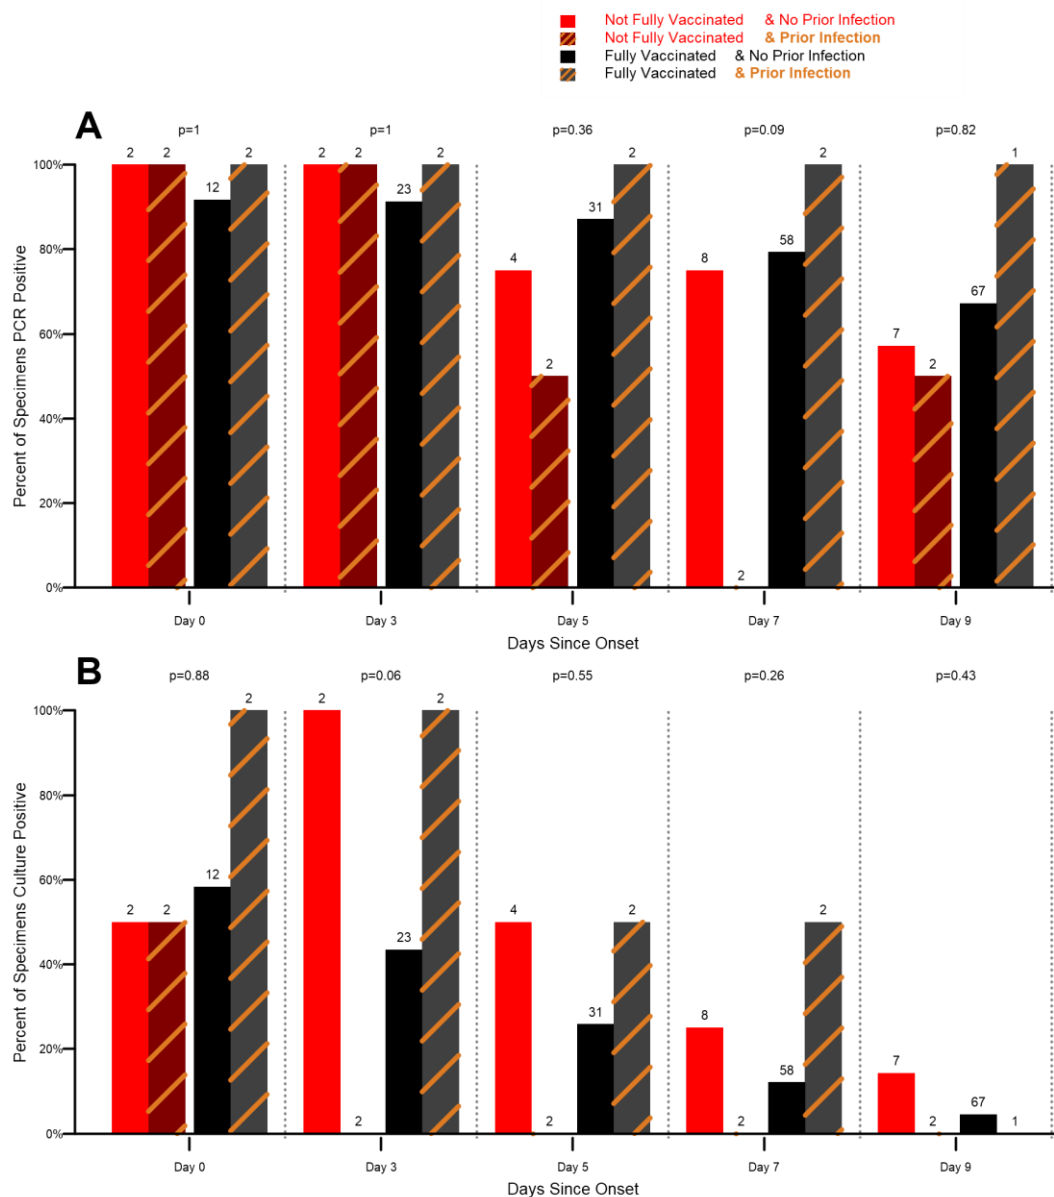 Not Fully Vaccinated & No Prior Infection
Not Fully Vaccinated & Prior Infection
Fully Vaccinated & No Prior Infection
Fully Vaccinated & Prior Infection
A
p=1 p=1 p=0.36 p=0.09 p=0.82
2 2 12 2 2 2 23 2 4 2 31 2 8 2 58 2 7 2 67 1
100%
80%
60%
40%
20%
0%
Percent of Specimens PCR Positive
Day 0 Day 3 Day 5 Day 7 Day 9
Days Since Onset
B
p=0.88 p=0.06 p=0.55 p=0.26 p=0.43
2 2 12 2 2 2 23 2 4 2 31 2 8 2 58 2 7 2 67 1
100%
80%
60%
40%
20%
0%
Percent of Specimens Culture Positive
Day 0 Day 3 Day 5 Day 7 Day 9
Days Since Onset